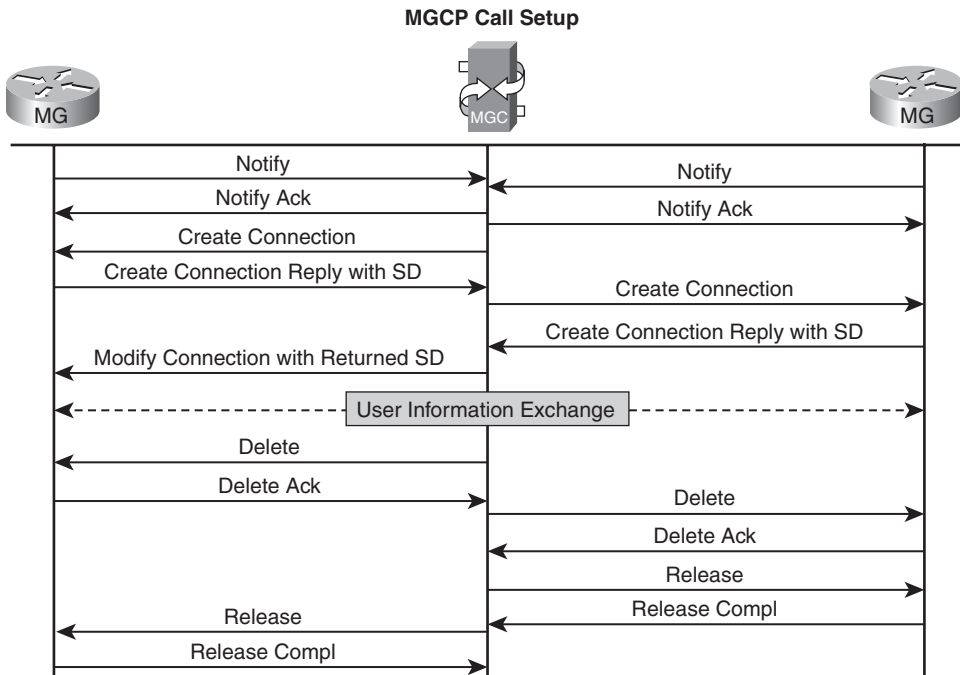 MGCP Call Setup
MG
MGC
MG
Notify
Notify
Notify Ack
Notify Ack
Create Connection
Create Connection Reply with SD
Create Connection
Create Connection Reply with SD
Modify Connection with Returned SD
User Information Exchange
Delete
Delete Ack
Delete
Delete Ack
Release
Release Compl
Release
Release Compl